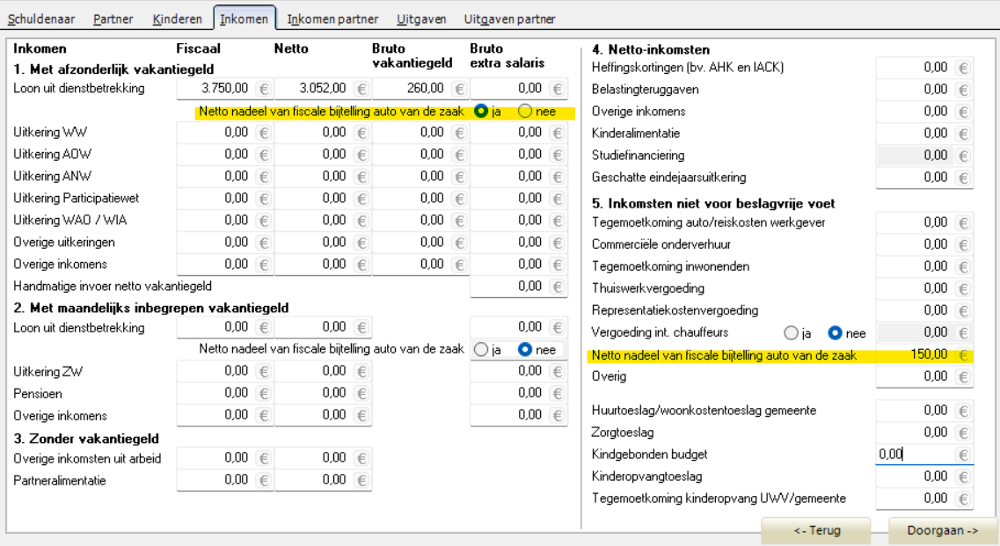 Schuldenaar Partner Kinderen Inkomen Inkomen partner Uitgaven Uitgaven partner
Inkomen Fiscaal Netto Bruto vakantiegeld Bruto extra salaris
1. Met afzonderlijk vakantiegeld
Loon uit dienstbetrekking 3.750,00 € 3.052,00 € 260,00 € 0,00 €
Netto nadeel van fiscale bijtelling auto van de zaak ja nee
Uitkering WW 0,00 € 0,00 € 0,00 € 0,00 €
Uitkering AOW 0,00 € 0,00 € 0,00 € 0,00 €
Uitkering ANW 0,00 € 0,00 € 0,00 € 0,00 €
Uitkering Participatiewet 0,00 € 0,00 € 0,00 € 0,00 €
Uitkering WAO / WIA 0,00 € 0,00 € 0,00 € 0,00 €
Overige uitkeringen 0,00 € 0,00 € 0,00 € 0,00 €
Overige inkomens 0,00 € 0,00 € 0,00 € 0,00 €
Handmatige invoer netto vakantiegeld 0,00 €
2. Met maandelijks inbegrepen vakantiegeld
Loon uit dienstbetrekking 0,00 € 0,00 € 0,00 €
Netto nadeel van fiscale bijtelling auto van de zaak ja nee
Uitkering ZW 0,00 € 0,00 € 0,00 €
Pensioen 0,00 € 0,00 € 0,00 €
Overige inkomens 0,00 € 0,00 € 0,00 €
3. Zonder vakantiegeld
Overige inkomsten uit arbeid 0,00 € 0,00 €
Partneralimentatie 0,00 € 0,00 €
4. Netto-inkomsten
Heffingskortingen (bv. AHK en IACK) 0,00 €
Belastingteruggaven 0,00 €
Overige inkomens 0,00 €
Kinderalimentatie 0,00 €
Studiefinanciering 0,00 €
Geschatte eindejaarsuitkering 0,00 €
5. Inkomsten niet voor beslagvrije voet
Tegemoetkoming auto/reiskosten werkgever 0,00 €
Commerciële onderverhuur 0,00 €
Tegemoetkoming inwonenden 0,00 €
Thuiswerkvergoeding 0,00 €
Representatiekostenvergoeding 0,00 €
Vergoeding int. chauffeurs ja nee 0,00 €
Netto nadeel van fiscale bijtelling auto van de zaak 150,00 €
Overig 0,00 €
Huurtoeslag/woonkostentoeslag gemeente 0,00 €
Zorgtoeslag 0,00 €
Kindgebonden budget 0,00 €
Kinderopvangtoeslag 0,00 €
Tegemoetkoming kinderopvang UWV/gemeente 0,00 €
<- Terug Doorgaan ->